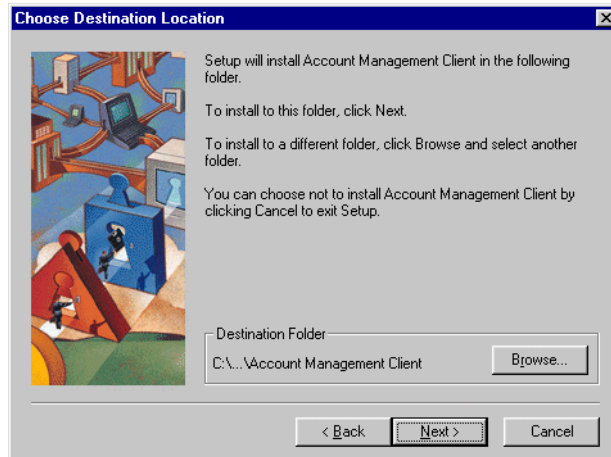 Choose Destination Location
Setup will install Account Management Client in the following
folder.
To install to this folder, click Next.
To install to a different folder, click Browse and select another
folder.
You can choose not to install Account Management Client by
clicking Cancel to exit Setup.
Destination Folder
C:\...\Account Management Client
Browse...
< Back
Next >
Cancel